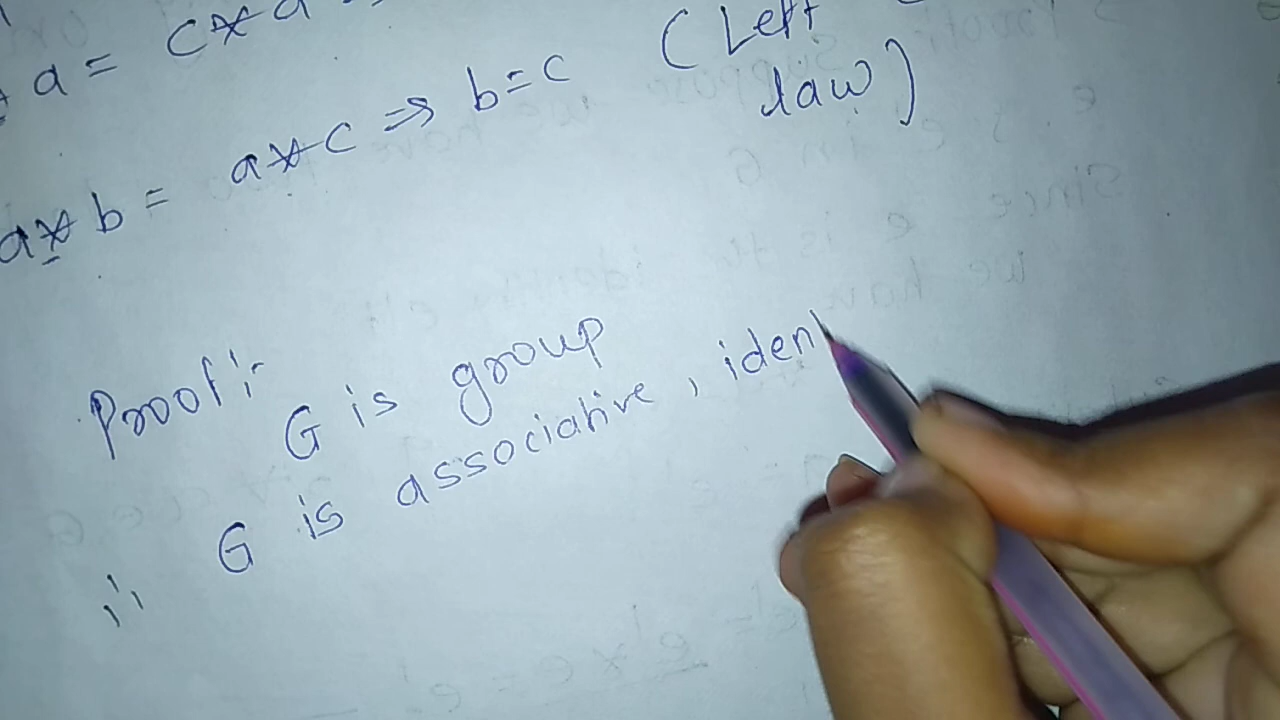 a = c * a
a * b = a * c ⇒ b = c (Left
law)
Proof :-
G is group
∴ G is associative, iden